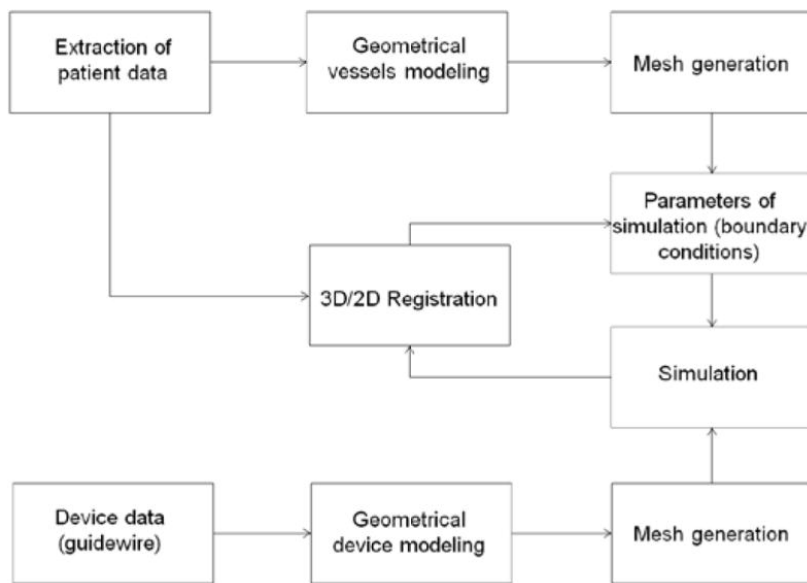 Extraction of
patient data
Geometrical
vessels modeling
Mesh generation
Parameters of
simulation (boundary
conditions)
3D/2D Registration
Simulation
Device data
(guidewire)
Geometrical
device modeling
Mesh generation